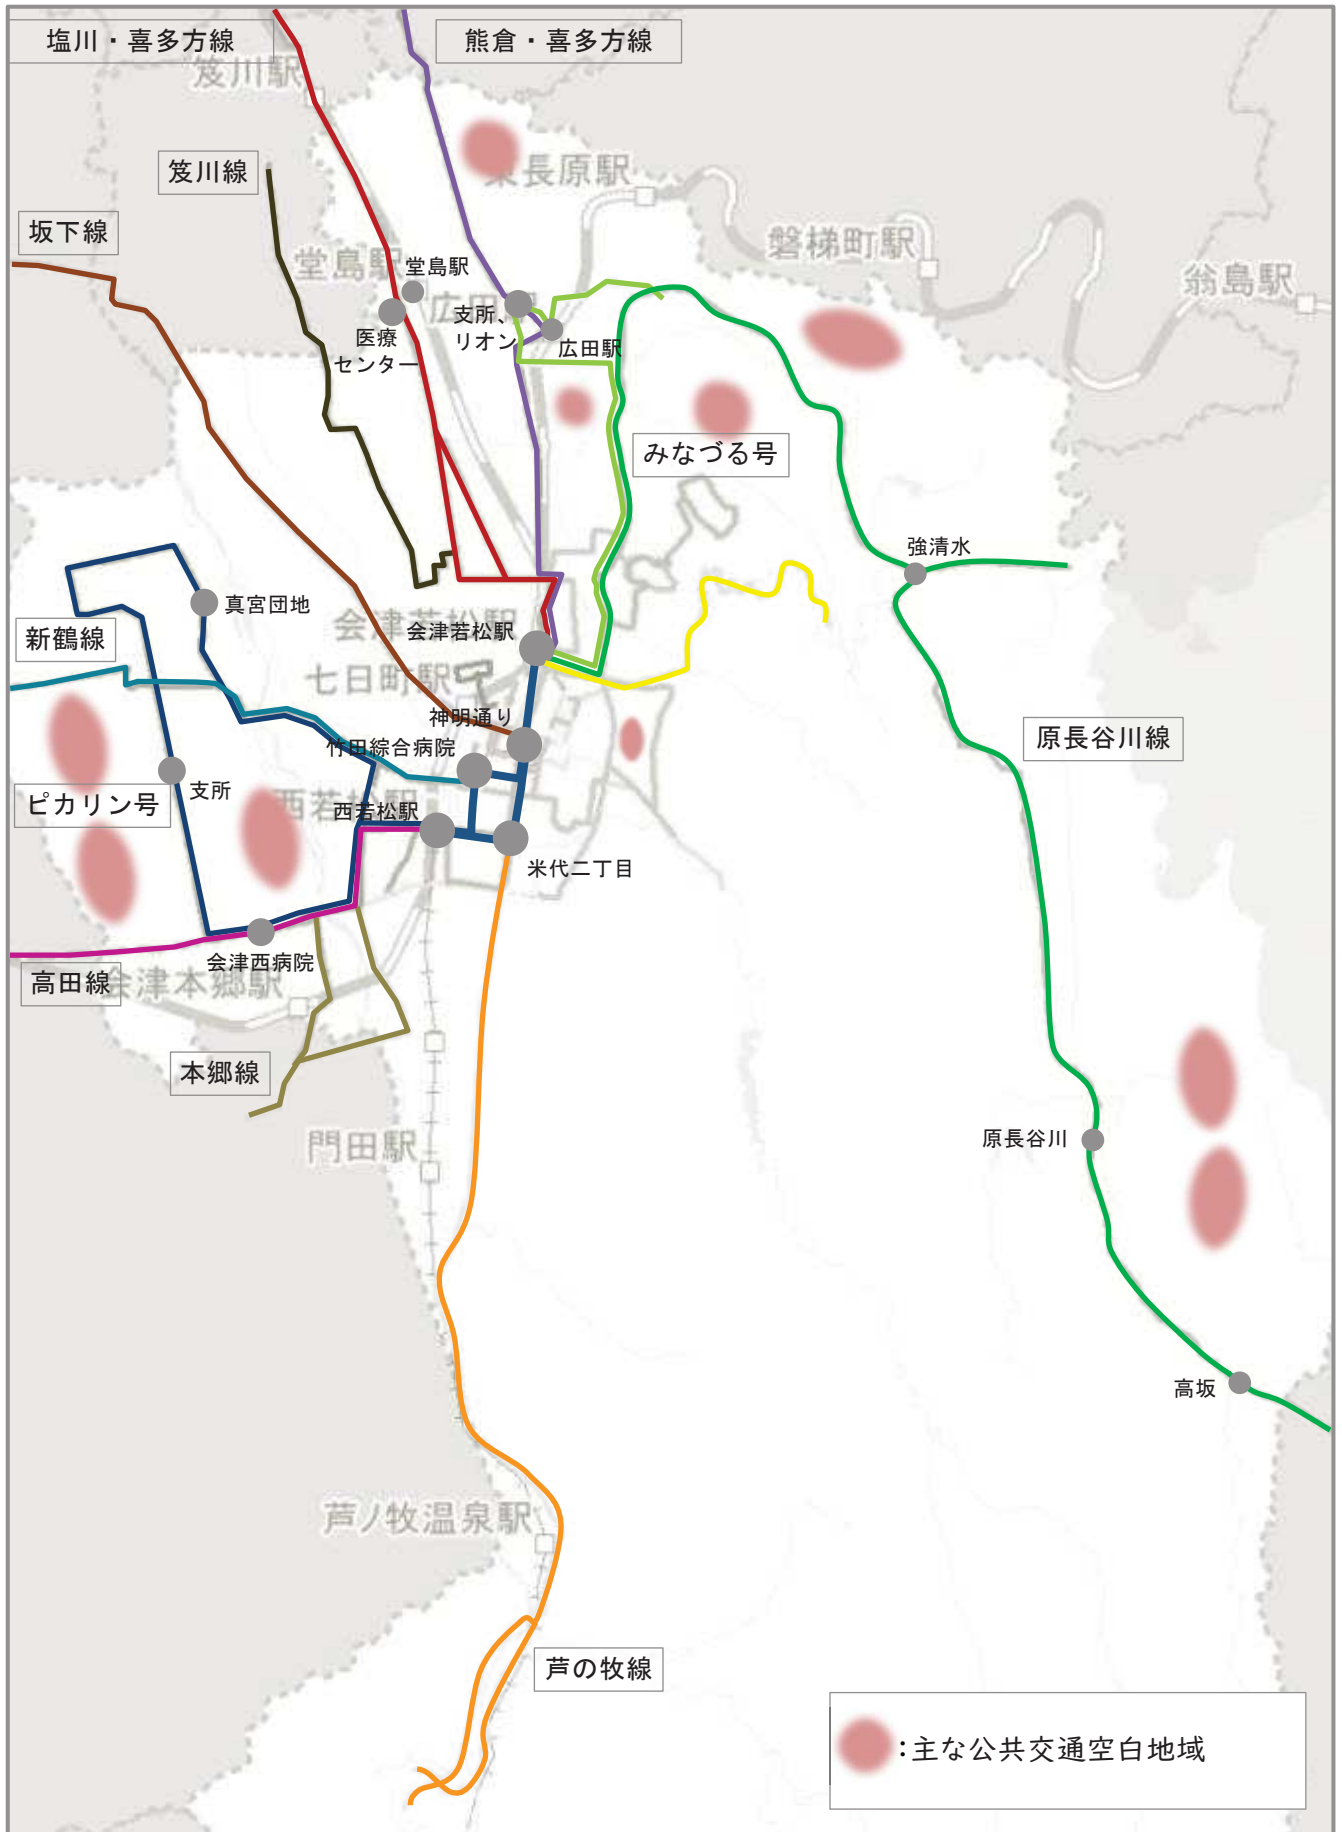 塩川・喜多方線
熊倉・喜多方線
笈川駅
笈川線
東長原駅
坂下線
磐梯町駅
堂島駅
堂島駅
翁島駅
広田駅
支所、
リオン
医療
センター
広田駅
みなづる号
強清水
真宮団地
会津若松駅
会津若松駅
新鶴線
七日町駅
神明通り
原長谷川線
竹田綜合病院
支所
ピカリン号
西若松駅
西若松駅
米代二丁目
会津西病院
高田線
会津本郷駅
本郷線
原長谷川
門田駅
高坂
芦ノ牧温泉駅
芦の牧線
:主な公共交通空白地域